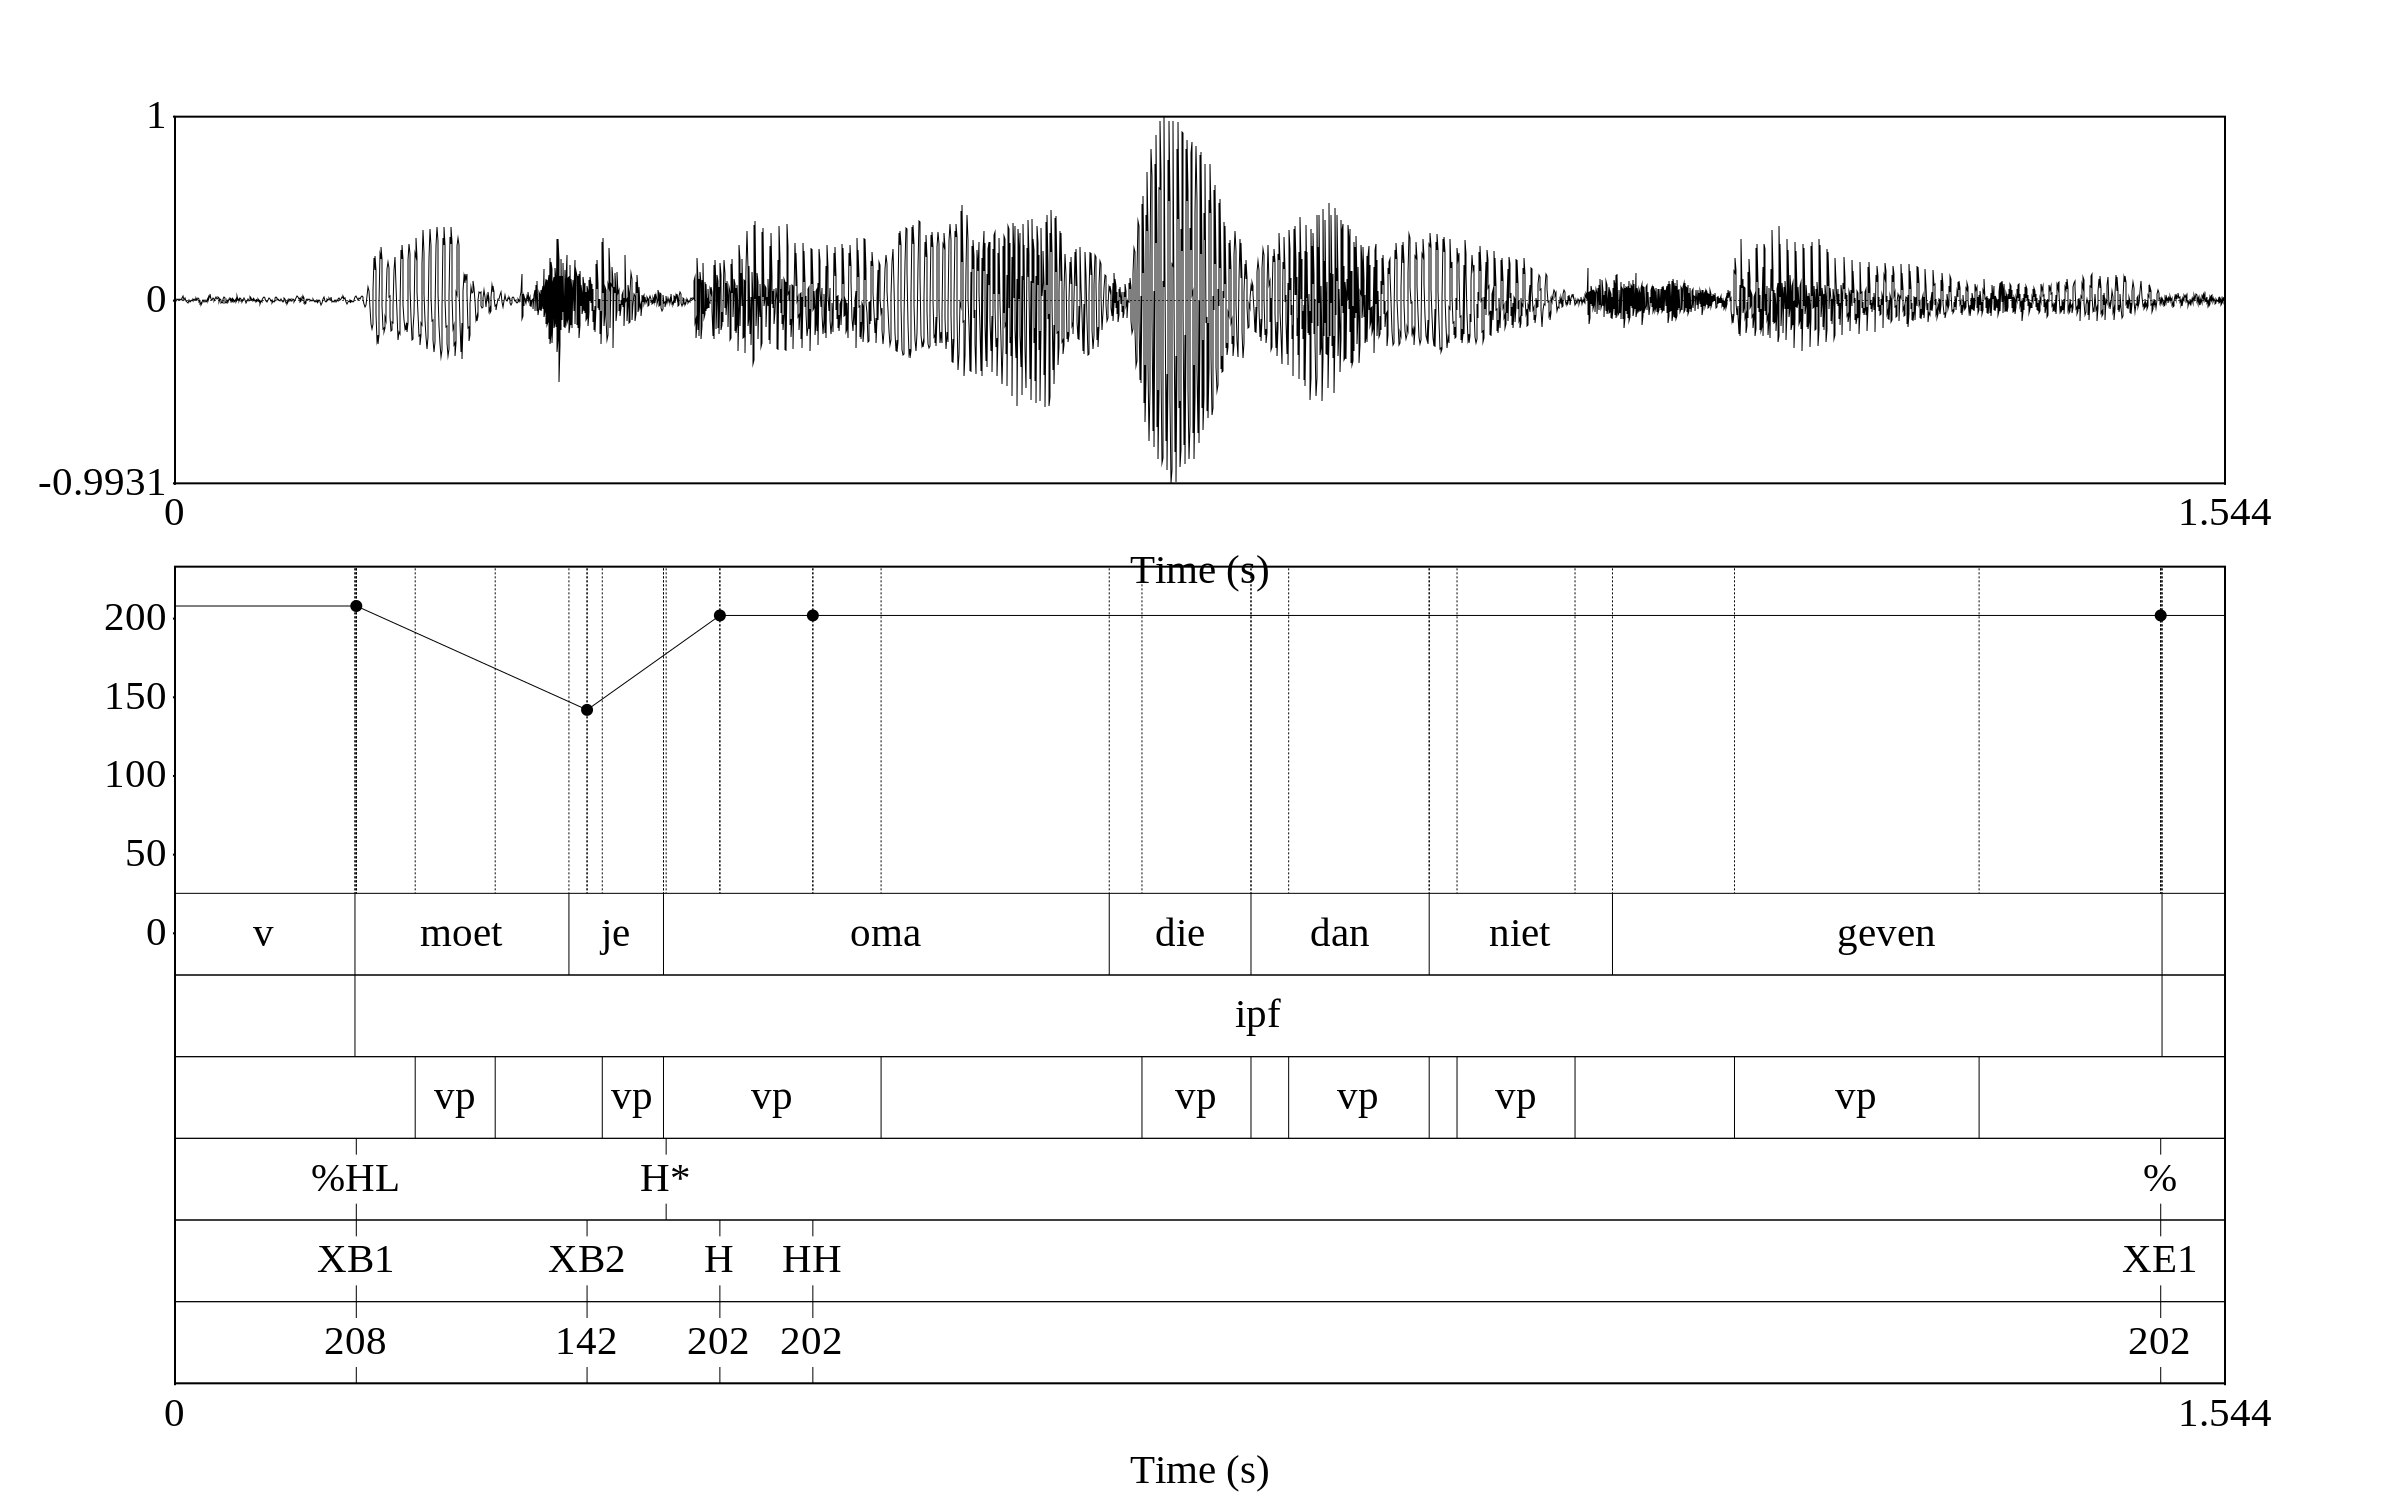 1
0
-0.9931
0 1.544
Time (s)
200
150
100
50
0
v moet je oma die dan niet geven
ipf
vp vp vp vp vp vp vp
%HL H* %
XB1 XB2 H HH XE1
208 142 202 202 202
0 1.544
Time (s)